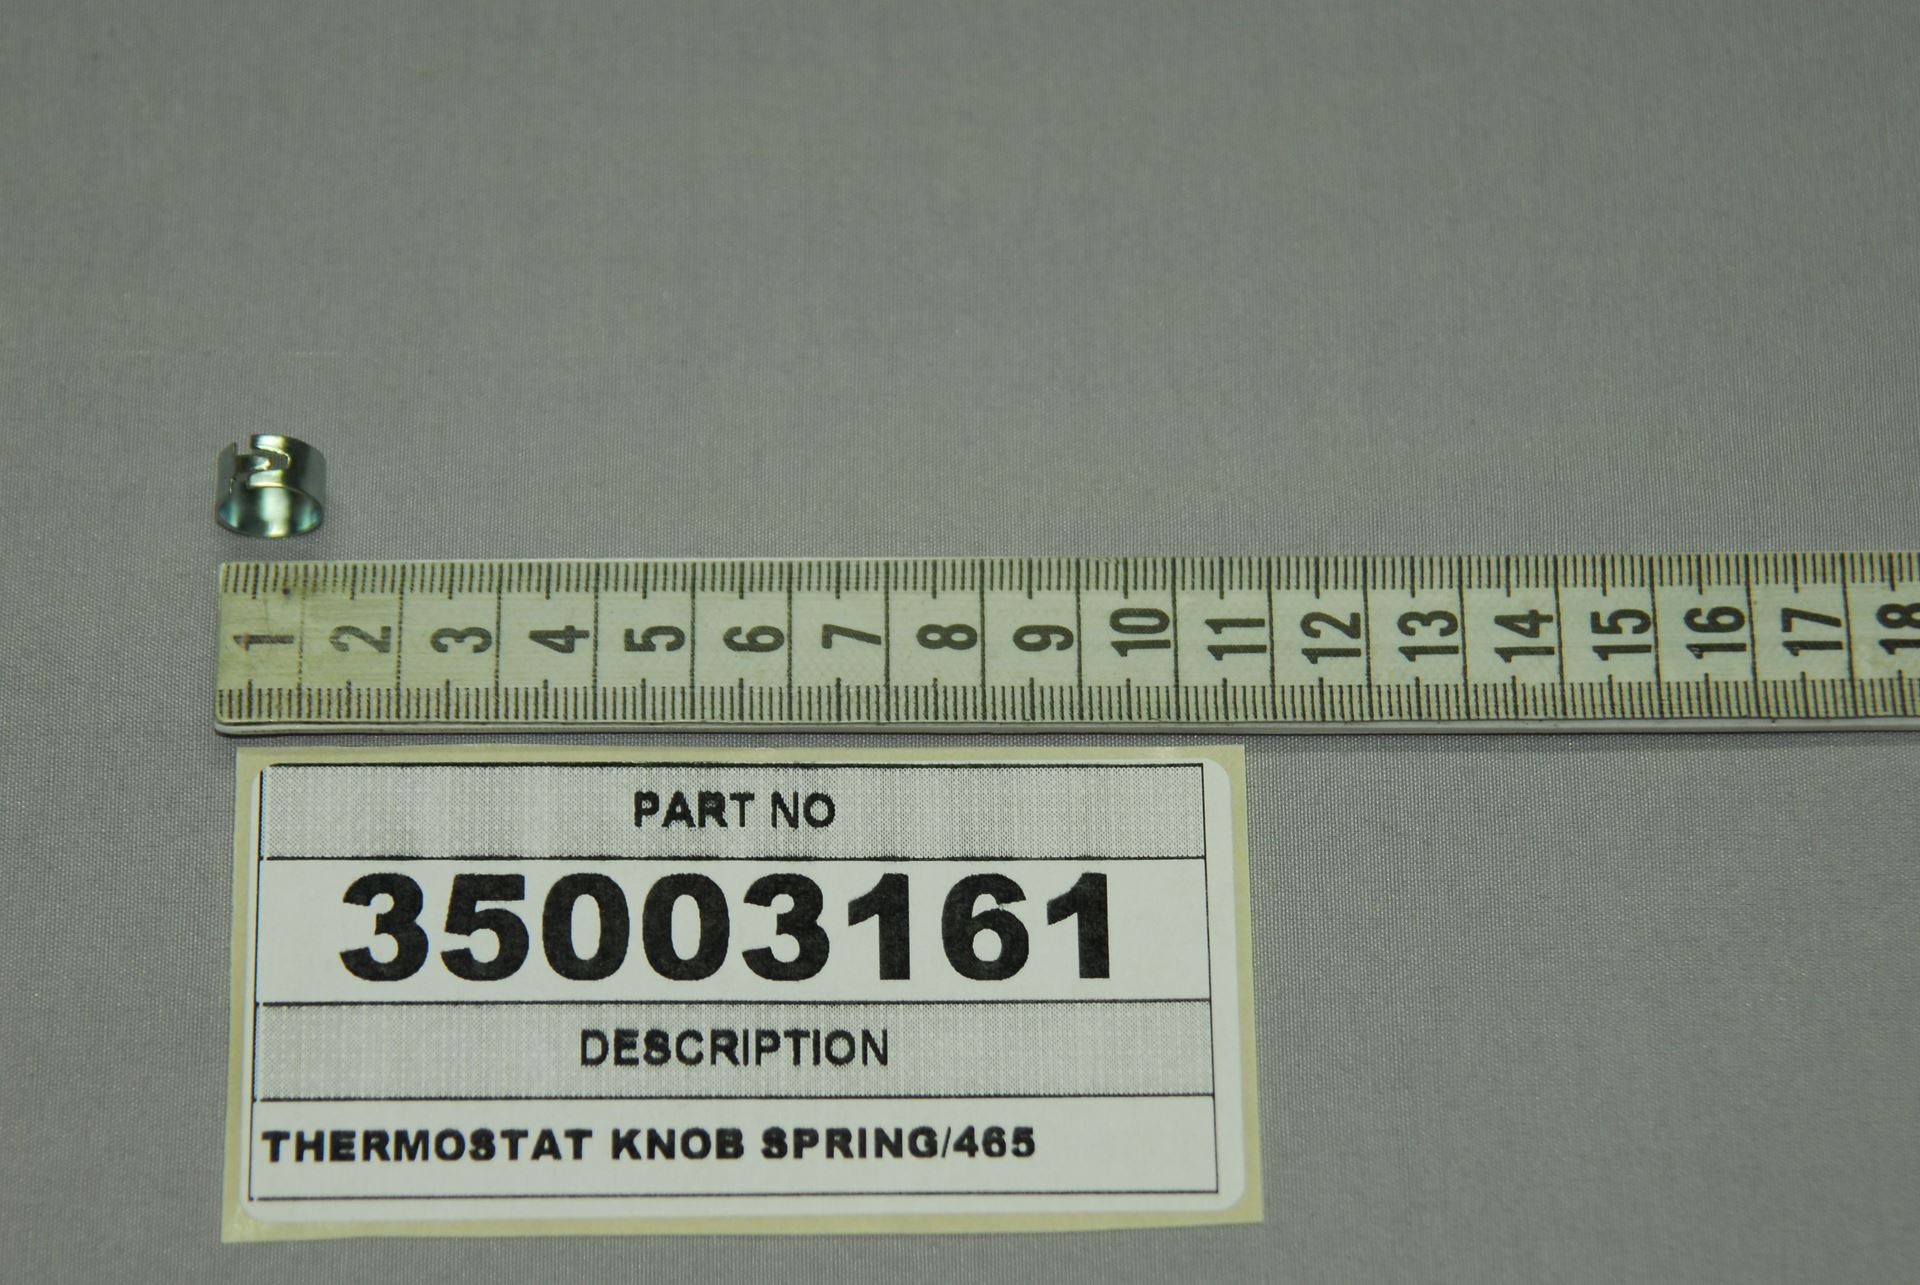 1 2 3 4 5 6 7 8 9 10 11 12 13 14 15 16 17 18
PART NO
35003161
DESCRIPTION
THERMOSTAT KNOB SPRING/465